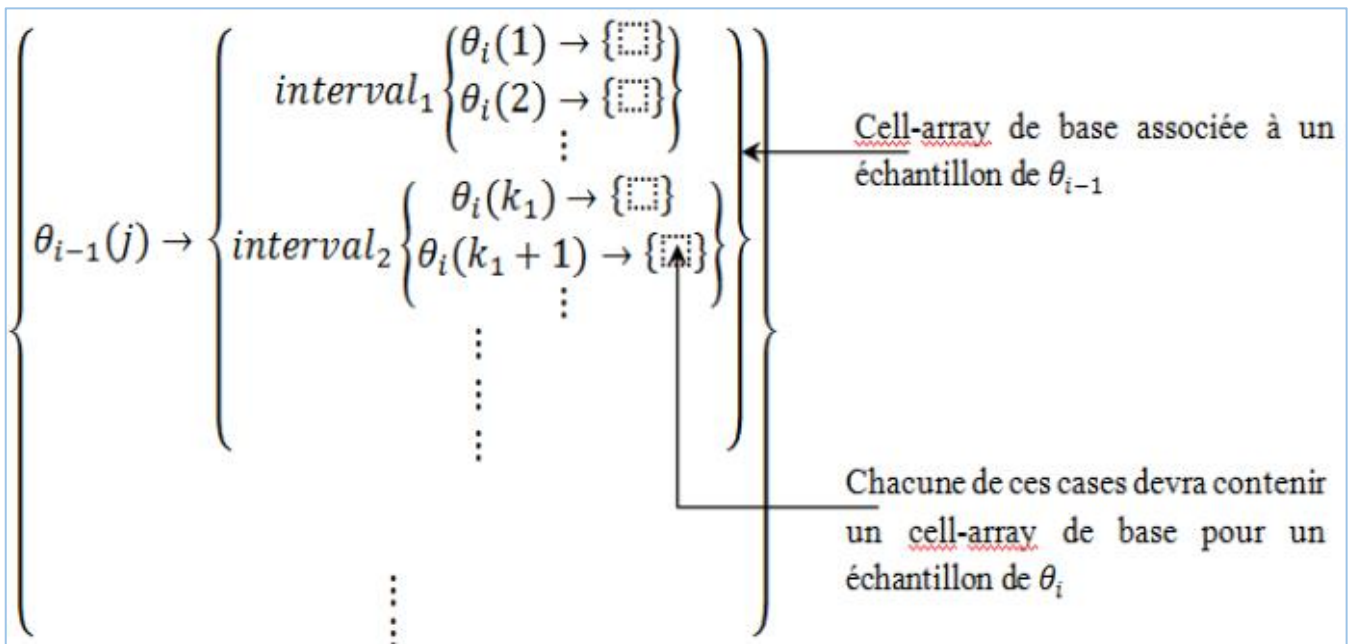 θᵢ(1) → {⬚}
interval₁ θᵢ(2) → {⬚}
⋮
θᵢ(k₁) → {⬚}
θᵢ₋₁(j) → interval₂ θᵢ(k₁ + 1) → {⬚}
⋮
⋮
⋮
⋮
⋮
Cell-array de base associée à un
échantillon de θᵢ₋₁
Chacune de ces cases devra contenir
un cell-array de base pour un
échantillon de θᵢ